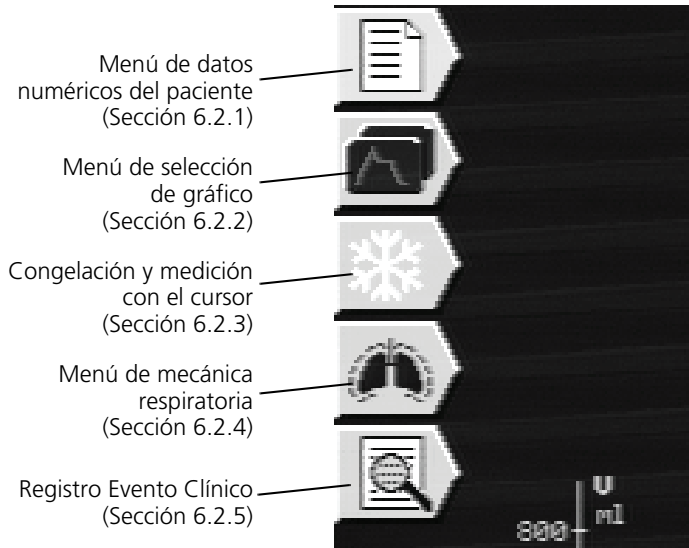 Menú de datos
numéricos del paciente
(Sección 6.2.1)
Menú de selección
de gráfico
(Sección 6.2.2)
Congelación y medición
con el cursor
(Sección 6.2.3)
Menú de mecánica
respiratoria
(Sección 6.2.4)
Registro Evento Clínico
(Sección 6.2.5)
ml
800